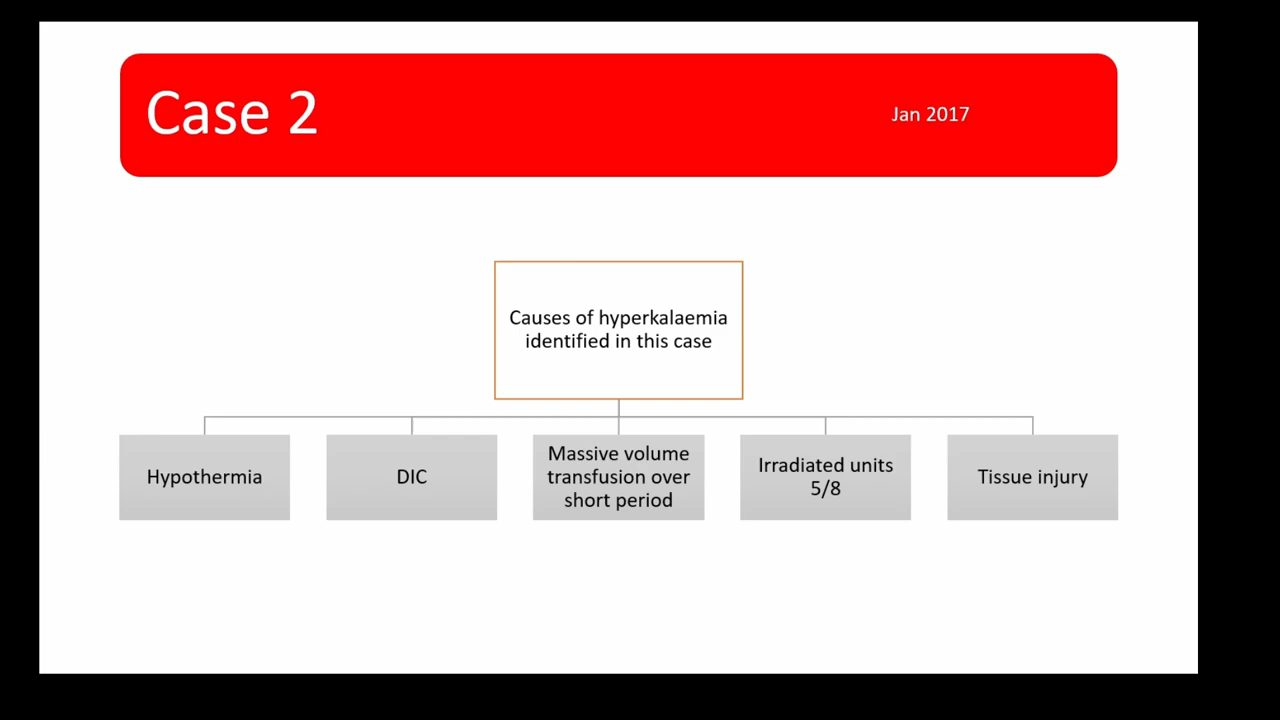 Case 2
Jan 2017
Causes of hyperkalaemia
identified in this case
Hypothermia
DIC
Massive volume
transfusion over
short period
Irradiated units
5/8
Tissue injury